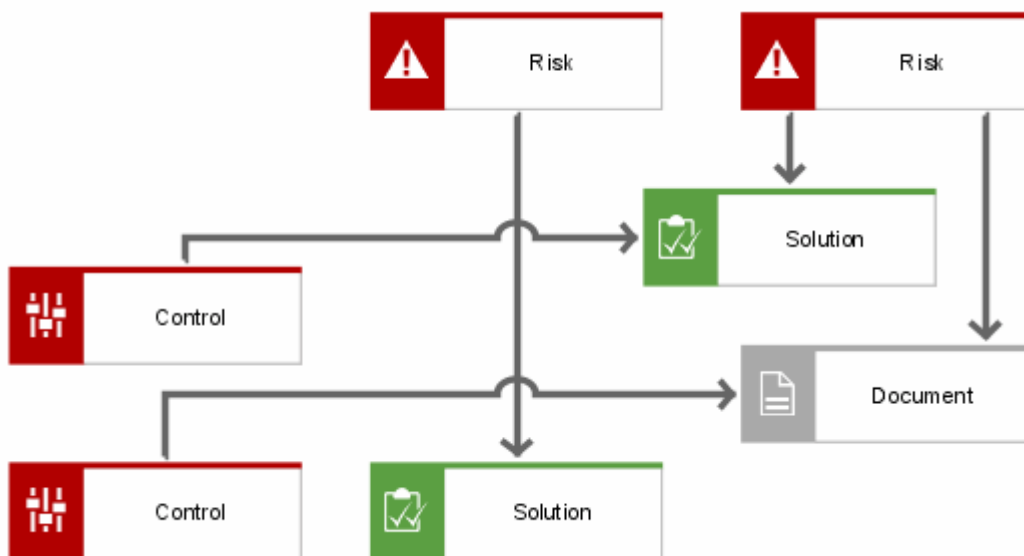 Risk
Risk
Solution
Control
Document
Control
Solution